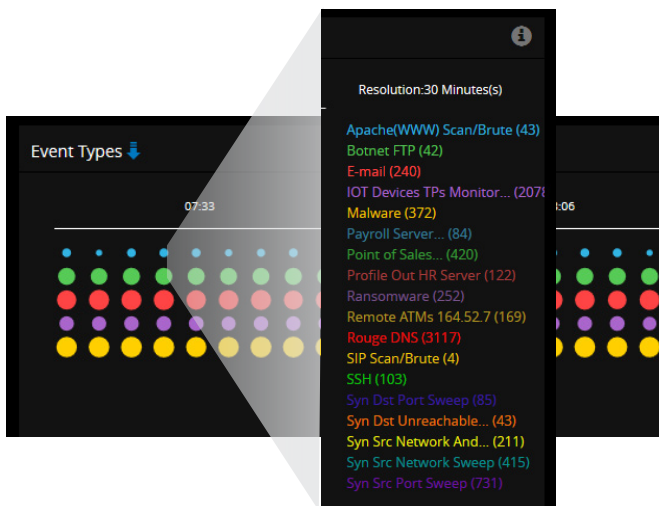 Resolution:30 Minutes(s)
Event Types
07:33
:06
Apache(WWW) Scan/Brute (43)
Botnet FTP (42)
E-mail (240)
IOT Devices TPs Monitor... (2078
Malware (372)
Payroll Server... (84)
Point of Sales... (420)
Profile Out HR Server (122)
Ransomware (252)
Remote ATMs 164.52.7 (169)
Rouge DNS (3117)
SIP Scan/Brute (4)
SSH (103)
Syn Dst Port Sweep (85)
Syn Dst Unreachable... (43)
Syn Src Network And... (211)
Syn Src Network Sweep (415)
Syn Src Port Sweep (731)